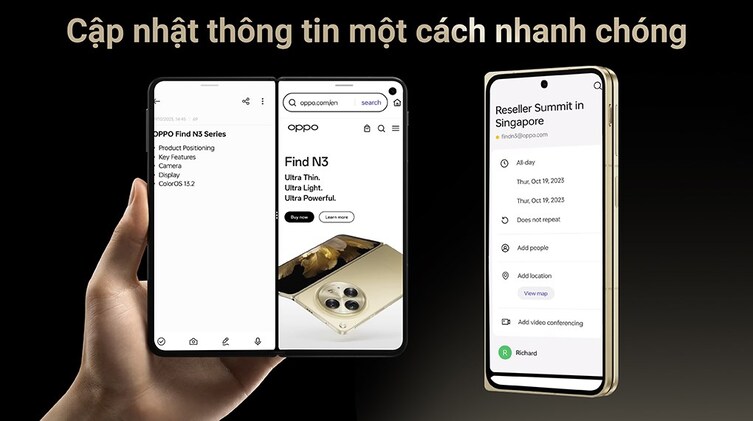 Cập nhật thông tin một cách nhanh chóng
OPPO Find N3 Series
Product Positioning
Key Features
Camera
Display
ColorOS 13.2
oppo.com/en
search
oppo
Find N3
Ultra Thin.
Ultra Light.
Ultra Powerful.
Buy now
Learn more
Reseller Summit in
Singapore
findn3@oppo.com
All-day
Thur, Oct 19, 2023
Thur, Oct 19, 2023
Does not repeat
Add people
Add location
View map
Add video conferencing
R
Richard